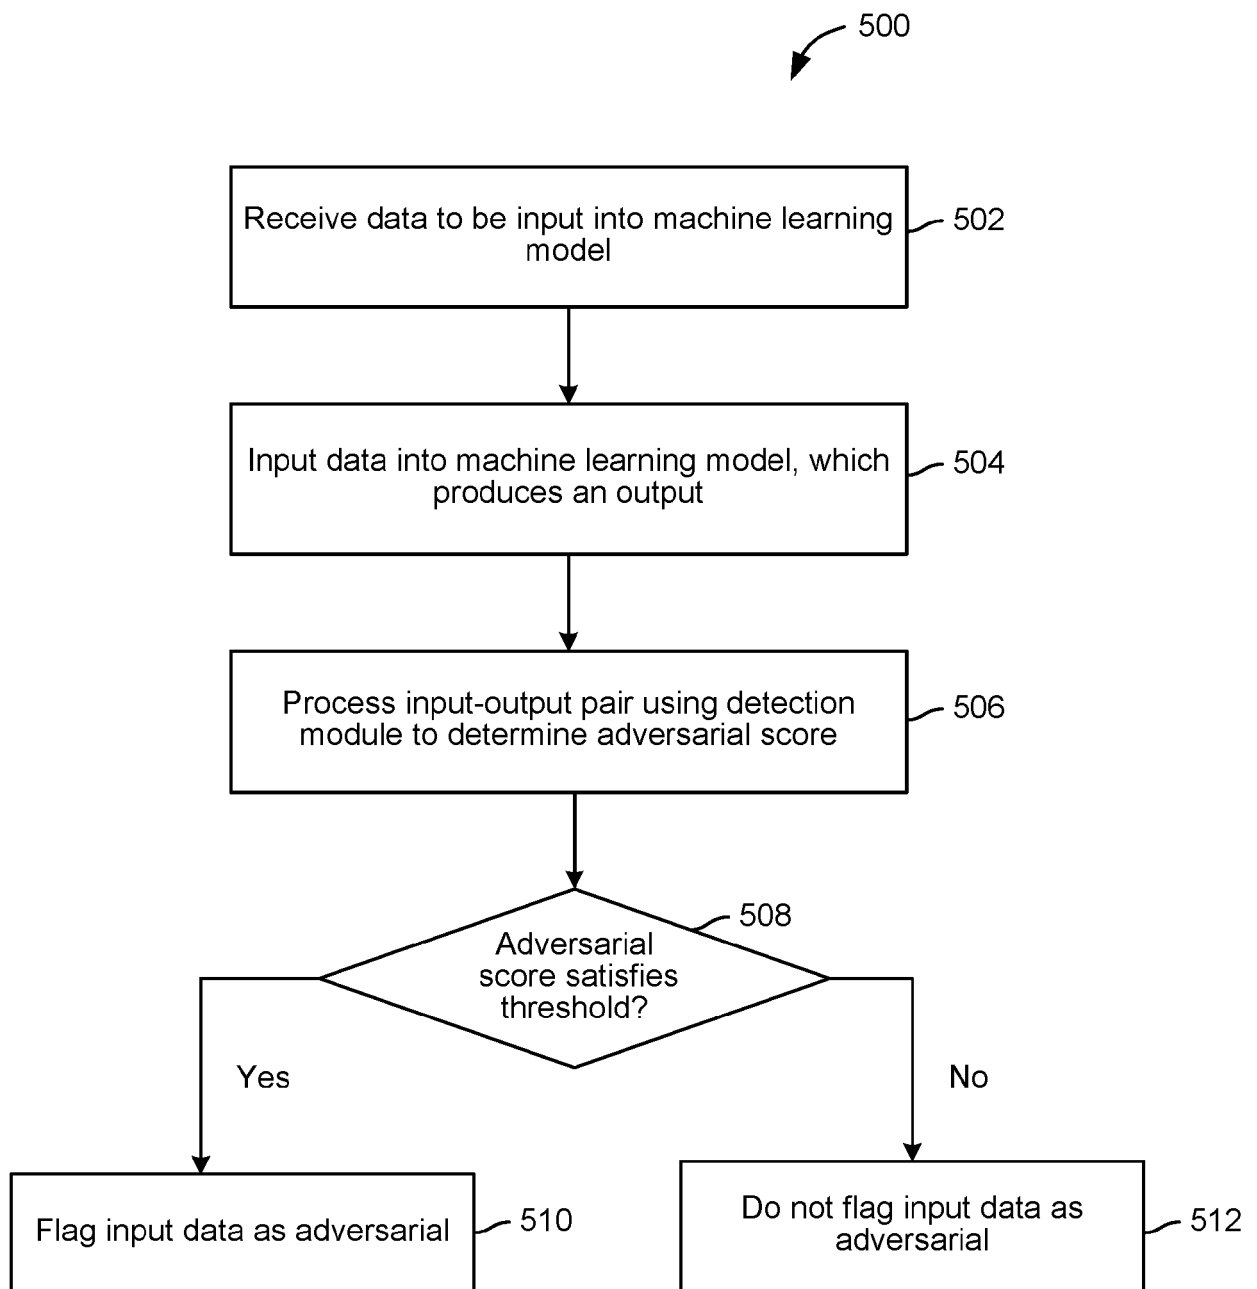 500
Receive data to be input into machine learning
model
502
Input data into machine learning model, which
produces an output
504
Process input-output pair using detection
module to determine adversarial score
506
508
Adversarial
score satisfies
threshold?
Yes
No
Flag input data as adversarial
510
Do not flag input data as
adversarial
512